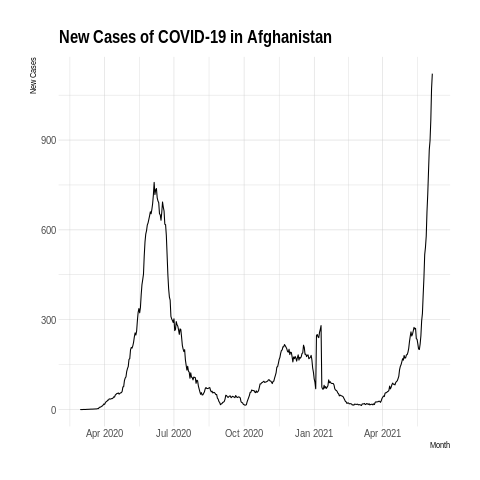 New Cases of COVID-19 in Afghanistan
New Cases
900
600
300
0
Apr 2020 Jul 2020 Oct 2020 Jan 2021 Apr 2021
Month